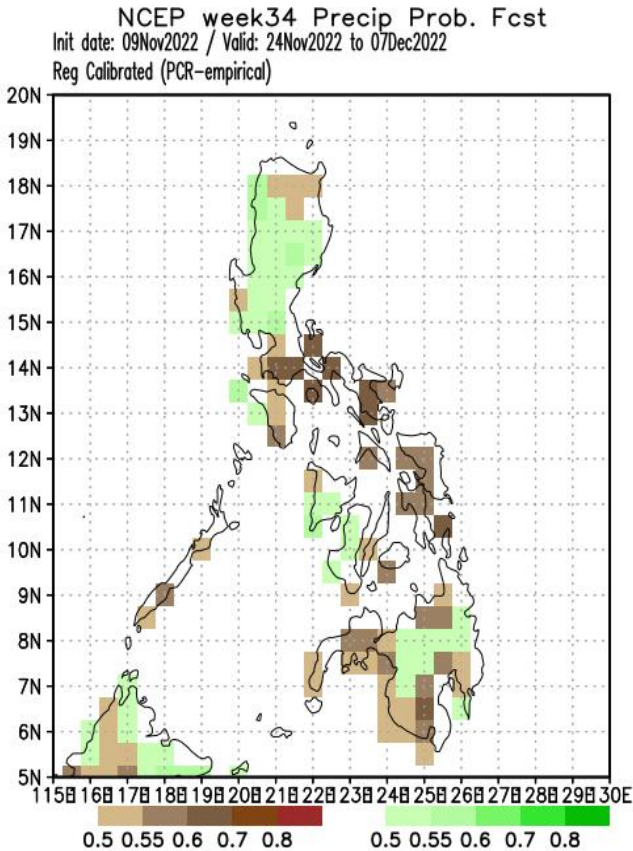 NCEP week34 Precip Prob. Fcst
Init date: 09Nov2022 / Valid: 24Nov2022 to 07Dec2022
Reg Calibrated (PCR-empirical)
20N
19N
18N
17N
16N
15N
14N
13N
12N
11N
10N
9N
8N
7N
6N
5N
115E 116E 117E 118E 119E 120E 121E 122E 123E 124E 125E 126E 127E 128E 129E 130E
0.5 0.55 0.6 0.7 0.8 0.5 0.55 0.6 0.7 0.8